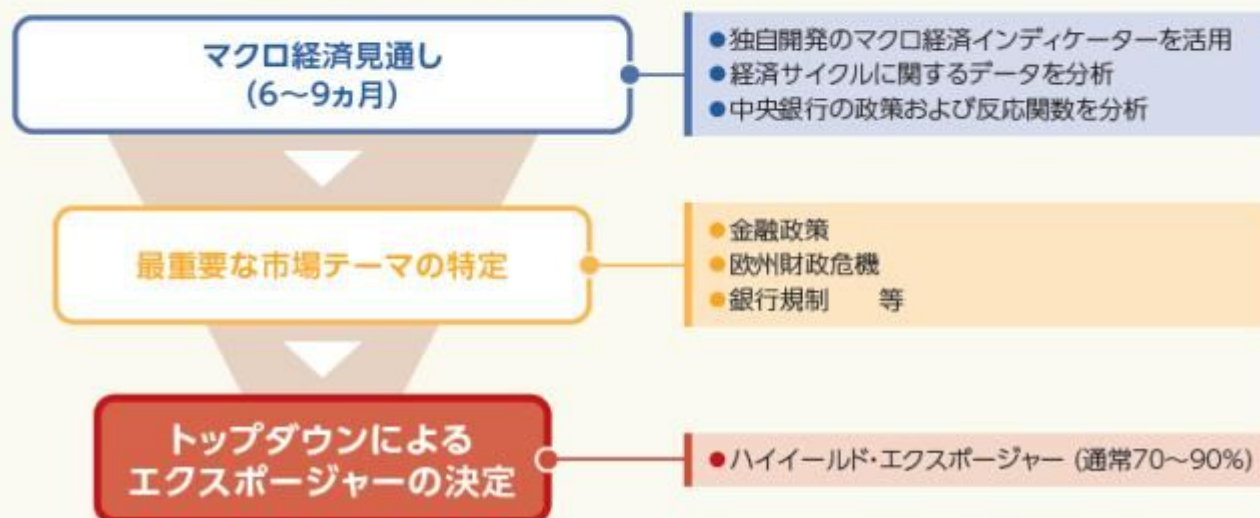 マクロ経済見通し
(6〜9ヵ月)
●独自開発のマクロ経済インディケーターを活用
●経済サイクルに関するデータを分析
●中央銀行の政策および反応関数を分析
最重要な市場テーマの特定
●金融政策
●欧州財政危機
●銀行規制　　等
トップダウンによる
エクスポージャーの決定
●ハイイールド・エクスポージャー (通常70〜90%)